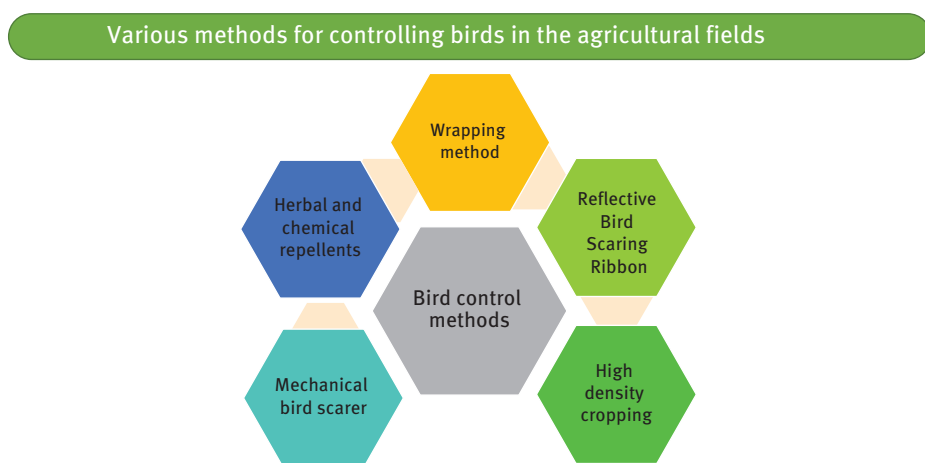 Various methods for controlling birds in the agricultural fields
Wrapping
method
Herbal and
chemical
repellents
Reflective
Bird
Scaring
Ribbon
Bird control
methods
Mechanical
bird scarer
High
density
cropping